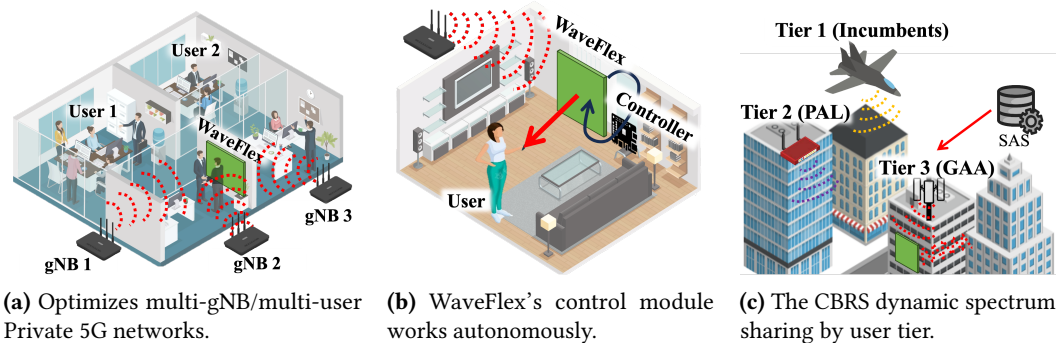 User 2
User 1
WaveFlex
gNB 1
gNB 2
gNB 3
(a) Optimizes multi-gNB/multi-user
Private 5G networks.
WaveFlex
Controller
User
(b) WaveFlex's control module
works autonomously.
Tier 1 (Incumbents)
Tier 2 (PAL)
SAS
Tier 3 (GAA)
(c) The CBRS dynamic spectrum
sharing by user tier.